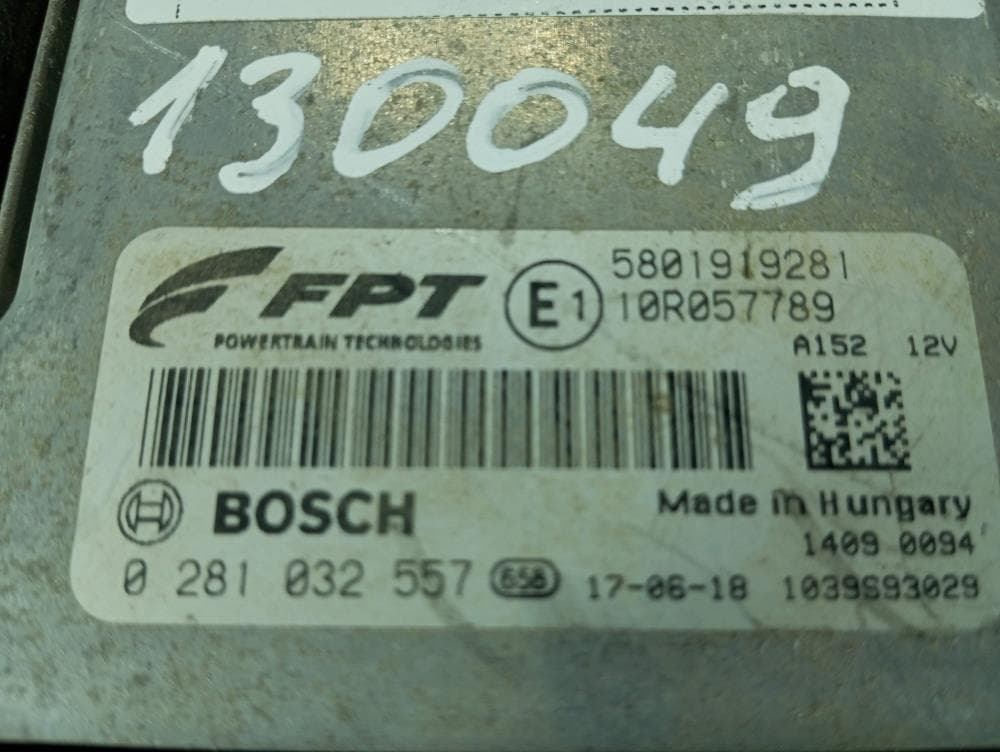 130049
FPT
POWERTRAIN TECHNOLOGIES
E1
5801919281
10R057789
A152 12V
BOSCH
Made in Hungary
1409 0094
0 281 032 557 658 17-06-18 1039S93029